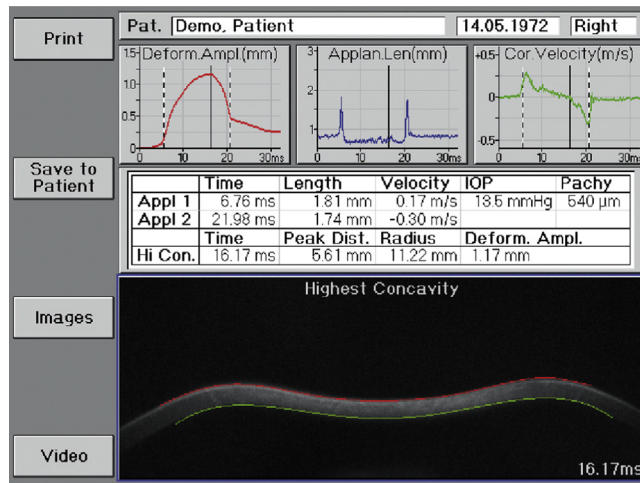 Print
Pat. Demo, Patient 14.05.1972 Right
Deform.Ampl.(mm) Applan.Len(mm) Cor.Velocity(m/s)
1.5 3 +0.5
1.0 2 0
0.5 1 -0.5
0 10 20 30ms 0 10 20 30ms 0 10 20 30ms
Save to
Patient
Time Length Velocity IOP Pachy
Appl 1 6.76 ms 1.81 mm 0.17 m/s 18.5 mmHg 540 µm
Appl 2 21.98 ms 1.74 mm -0.30 m/s
Time Peak Dist. Radius Deform. Ampl.
Hi Con. 16.17 ms 5.61 mm 11.22 mm 1.17 mm
Highest Concavity
Images
Video
16.17ms